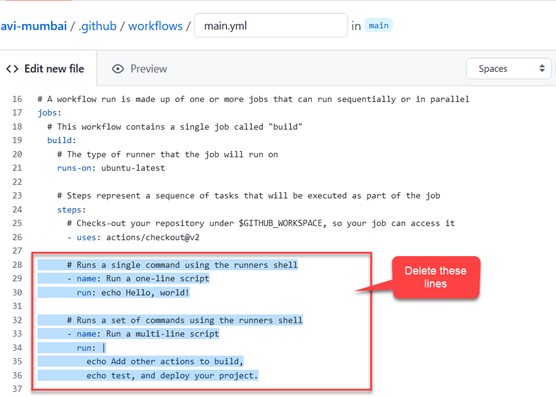 avi-mumbai / .github / workflows / main.yml in main
<> Edit new file Preview Spaces
16 # A workflow run is made up of one or more jobs that can run sequentially or in parallel
17 jobs:
18 # This workflow contains a single job called "build"
19 build:
20 # The type of runner that the job will run on
21 runs-on: ubuntu-latest
22
23 # Steps represent a sequence of tasks that will be executed as part of the job
24 steps:
25 # Checks-out your repository under $GITHUB_WORKSPACE, so your job can access it
26 - uses: actions/checkout@v2
27
28 # Runs a single command using the runners shell
29 - name: Run a one-line script
30 run: echo Hello, world!
31
32 # Runs a set of commands using the runners shell
33 - name: Run a multi-line script
34 run: |
35 echo Add other actions to build,
36 echo test, and deploy your project.
37
Delete these
lines